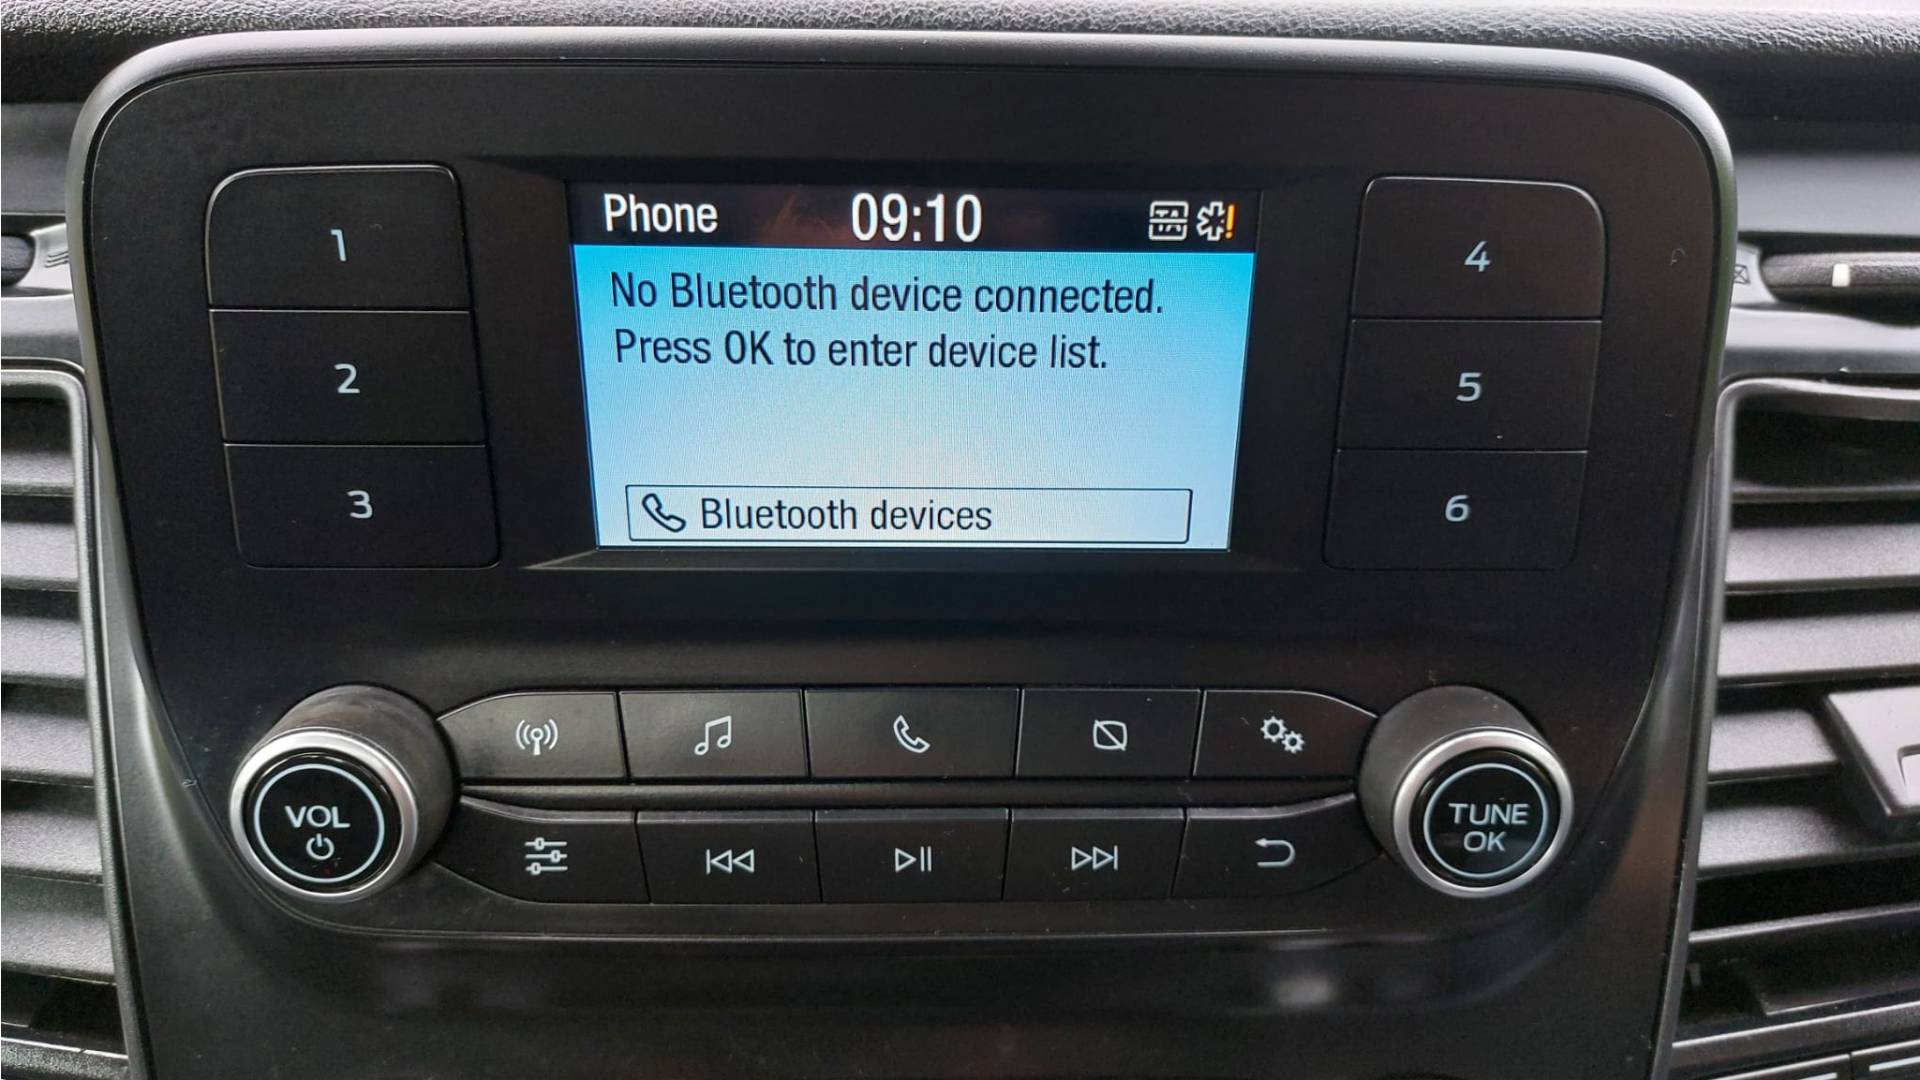 Phone 09:10 TA !
No Bluetooth device connected.
Press OK to enter device list.
Bluetooth devices
1
2
3
4
5
6
VOL
TUNE
OK